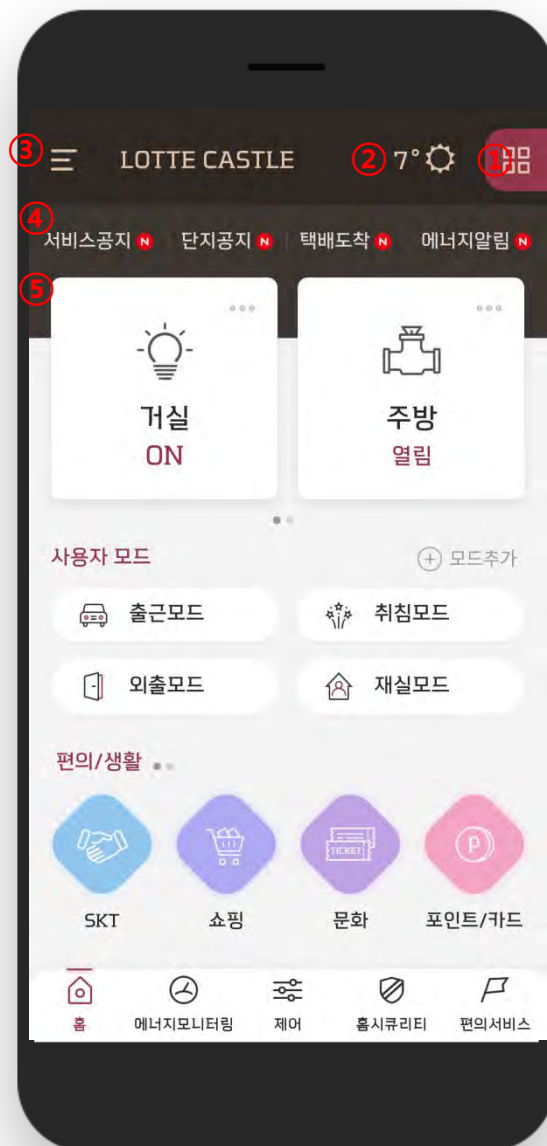 ③ LOTTE CASTLE ② 7° ①
④
서비스공지 N 단지공지 N 택배도착 N 에너지알림 N
⑤
거실 주방
ON 열림
사용자 모드 모드추가
출근모드 취침모드
외출모드 재실모드
편의/생활
TICKET P
SKT 쇼핑 문화 포인트/카드
홈 에너지모니터링 제어 홈시큐리티 편의서비스